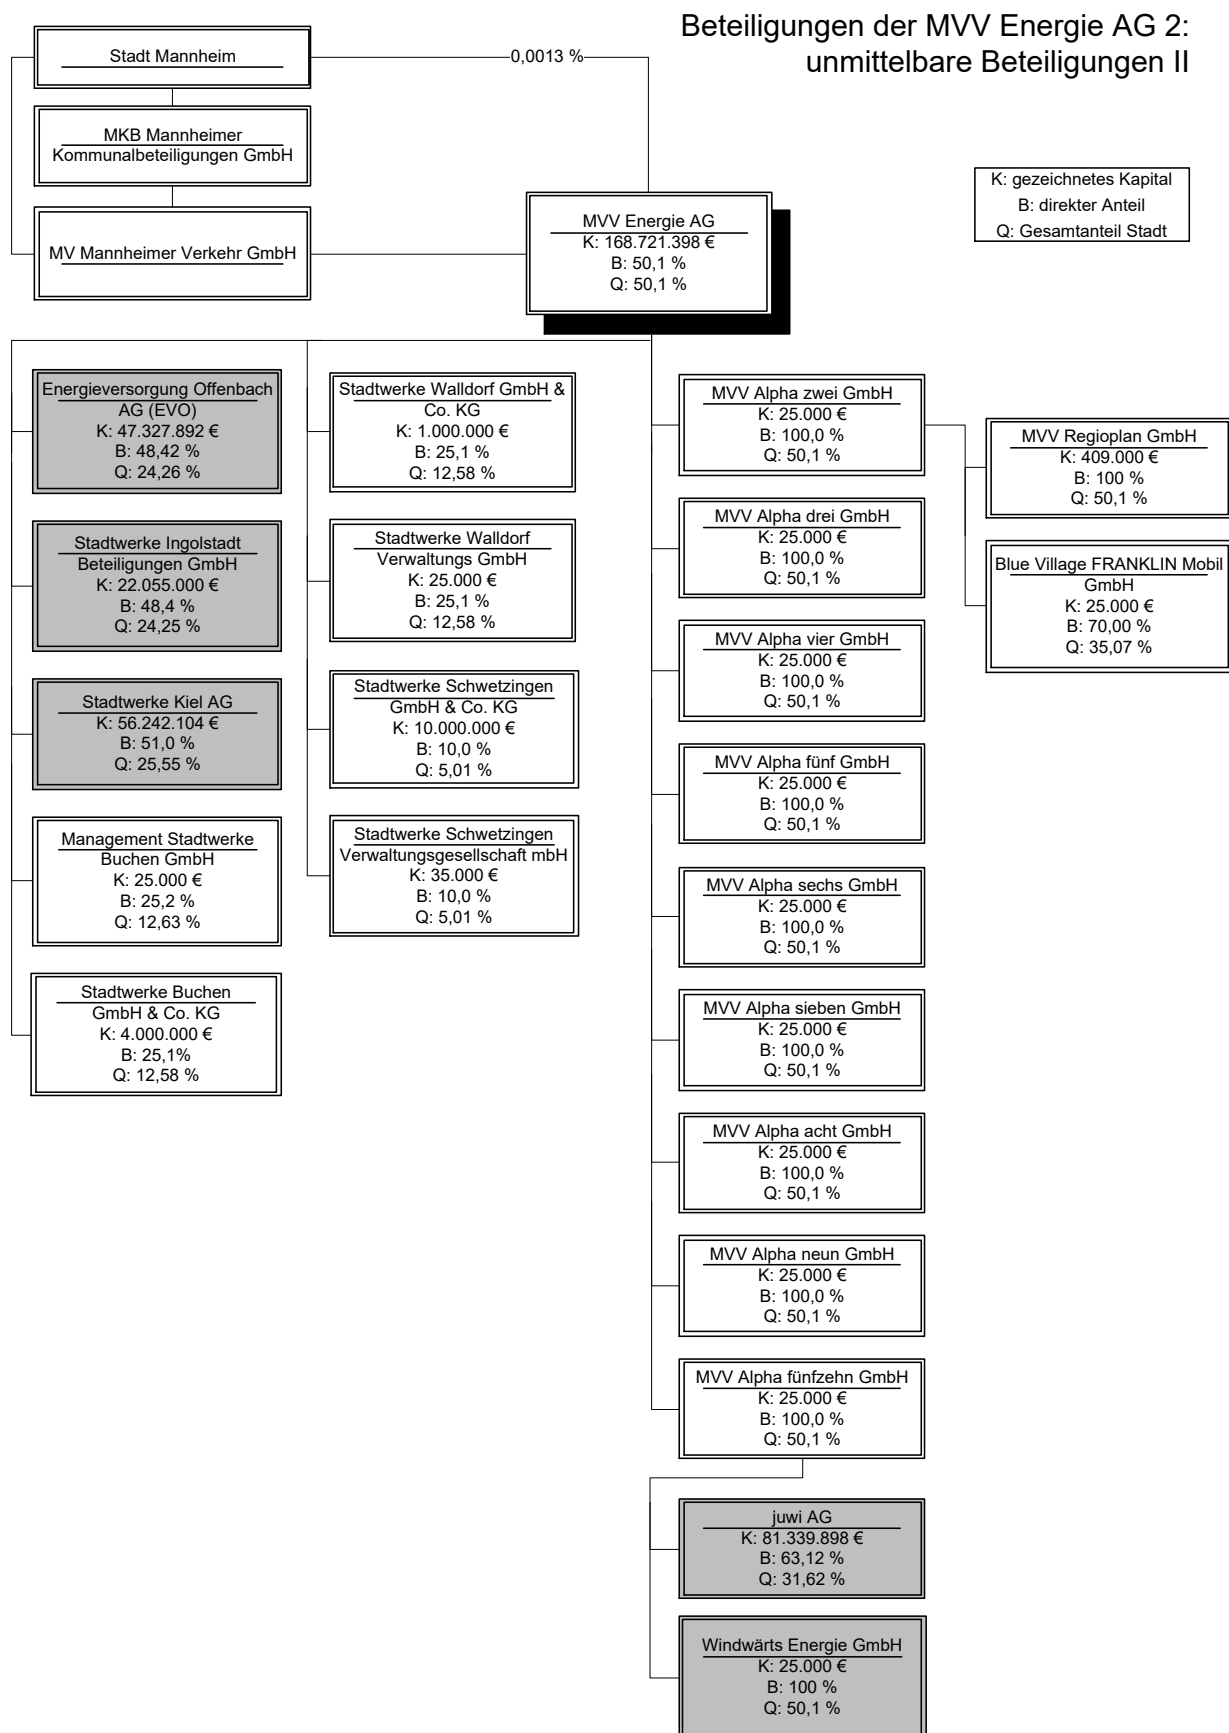 Beteiligungen der MVV Energie AG 2:
unmittelbare Beteiligungen II
Stadt Mannheim
0,0013 %
MKB Mannheimer
Kommunalbeteiligungen GmbH
MV Mannheimer Verkehr GmbH
MVV Energie AG
K: 168.721.398 €
B: 50,1 %
Q: 50,1 %
K: gezeichnetes Kapital
B: direkter Anteil
Q: Gesamtanteil Stadt
Energieversorgung Offenbach
AG (EVO)
K: 47.327.892 €
B: 48,42 %
Q: 24,26 %
Stadtwerke Ingolstadt
Beteiligungen GmbH
K: 22.055.000 €
B: 48,4 %
Q: 24,25 %
Stadtwerke Kiel AG
K: 56.242.104 €
B: 51,0 %
Q: 25,55 %
Management Stadtwerke
Buchen GmbH
K: 25.000 €
B: 25,2 %
Q: 12,63 %
Stadtwerke Buchen
GmbH & Co. KG
K: 4.000.000 €
B: 25,1%
Q: 12,58 %
Stadtwerke Walldorf GmbH &
Co. KG
K: 1.000.000 €
B: 25,1 %
Q: 12,58 %
Stadtwerke Walldorf
Verwaltungs GmbH
K: 25.000 €
B: 25,1 %
Q: 12,58 %
Stadtwerke Schwetzingen
GmbH & Co. KG
K: 10.000.000 €
B: 10,0 %
Q: 5,01 %
Stadtwerke Schwetzingen
Verwaltungsgesellschaft mbH
K: 35.000 €
B: 10,0 %
Q: 5,01 %
MVV Alpha zwei GmbH
K: 25.000 €
B: 100,0 %
Q: 50,1 %
MVV Alpha drei GmbH
K: 25.000 €
B: 100,0 %
Q: 50,1 %
MVV Alpha vier GmbH
K: 25.000 €
B: 100,0 %
Q: 50,1 %
MVV Alpha fünf GmbH
K: 25.000 €
B: 100,0 %
Q: 50,1 %
MVV Alpha sechs GmbH
K: 25.000 €
B: 100,0 %
Q: 50,1 %
MVV Alpha sieben GmbH
K: 25.000 €
B: 100,0 %
Q: 50,1 %
MVV Alpha acht GmbH
K: 25.000 €
B: 100,0 %
Q: 50,1 %
MVV Alpha neun GmbH
K: 25.000 €
B: 100,0 %
Q: 50,1 %
MVV Alpha fünfzehn GmbH
K: 25.000 €
B: 100,0 %
Q: 50,1 %
juwi AG
K: 81.339.898 €
B: 63,12 %
Q: 31,62 %
Windwärts Energie GmbH
K: 25.000 €
B: 100 %
Q: 50,1 %
MVV Regioplan GmbH
K: 409.000 €
B: 100 %
Q: 50,1 %
Blue Village FRANKLIN Mobil
GmbH
K: 25.000 €
B: 70,00 %
Q: 35,07 %